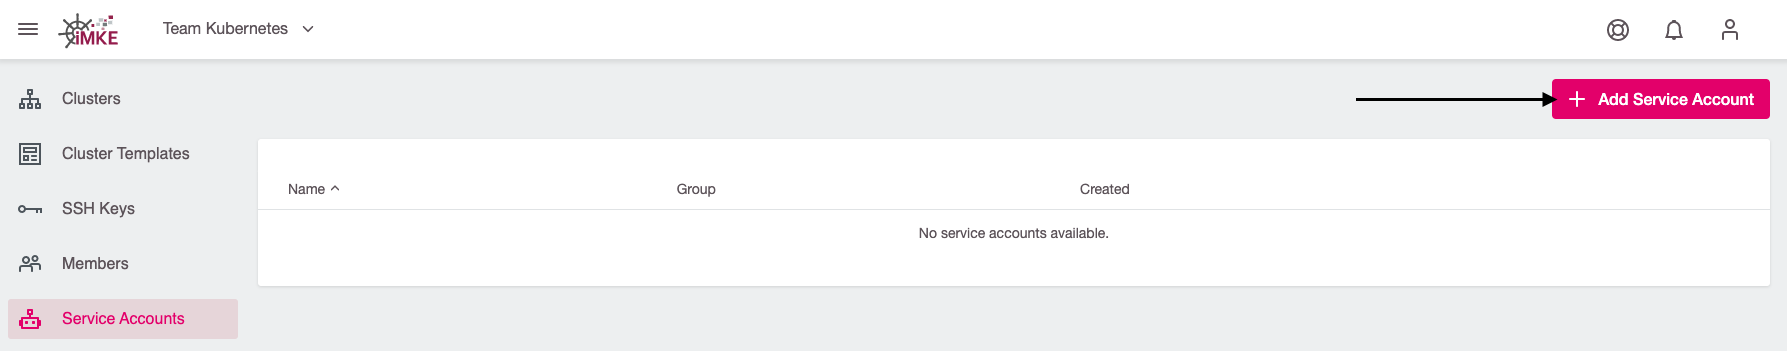 iMKE
Team Kubernetes
Clusters
Add Service Account
Cluster Templates
Name Group Created
SSH Keys
No service accounts available.
Members
Service Accounts